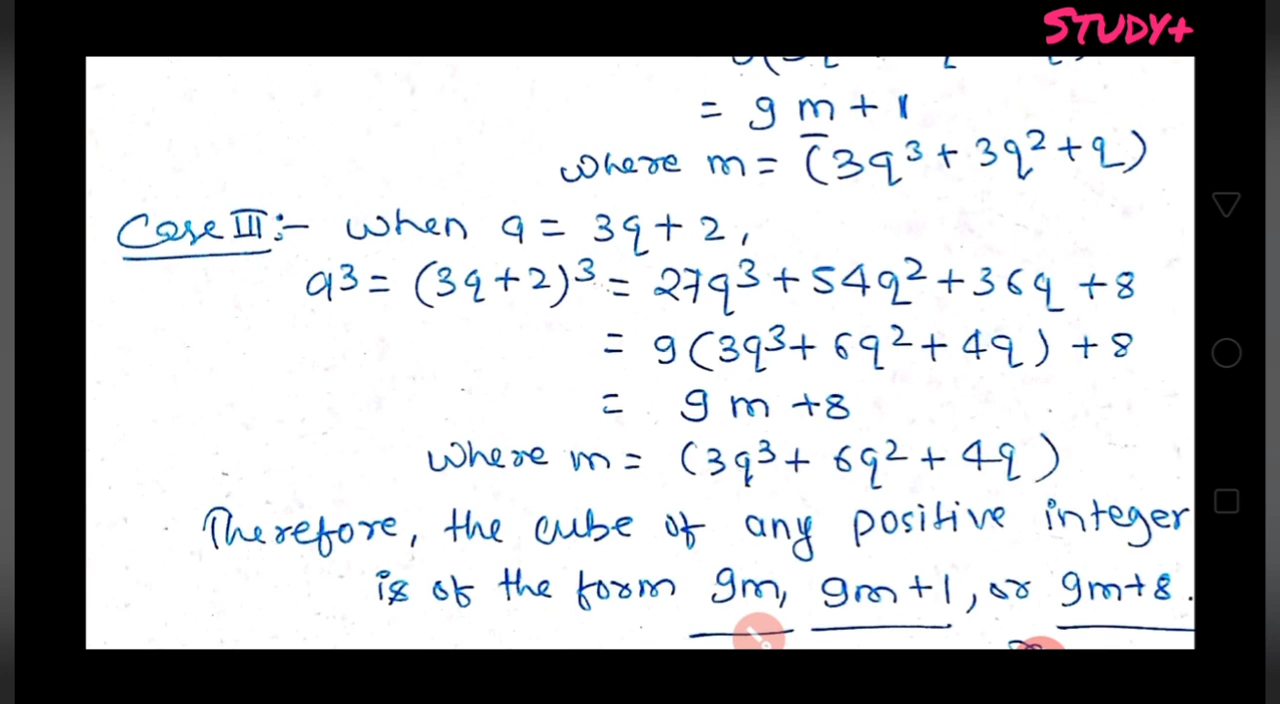 STUDY+
= 9m + 1
where m = (3q³ + 3q² + q)
Case III :- when a = 3q + 2,
a³ = (3q+2)³ = 27q³ + 54q² + 36q + 8
= 9(3q³ + 6q² + 4q) + 8
= 9m + 8
where m = (3q³ + 6q² + 4q)
Therefore, the cube of any positive integer
is of the form 9m, 9m+1, or 9m+8.